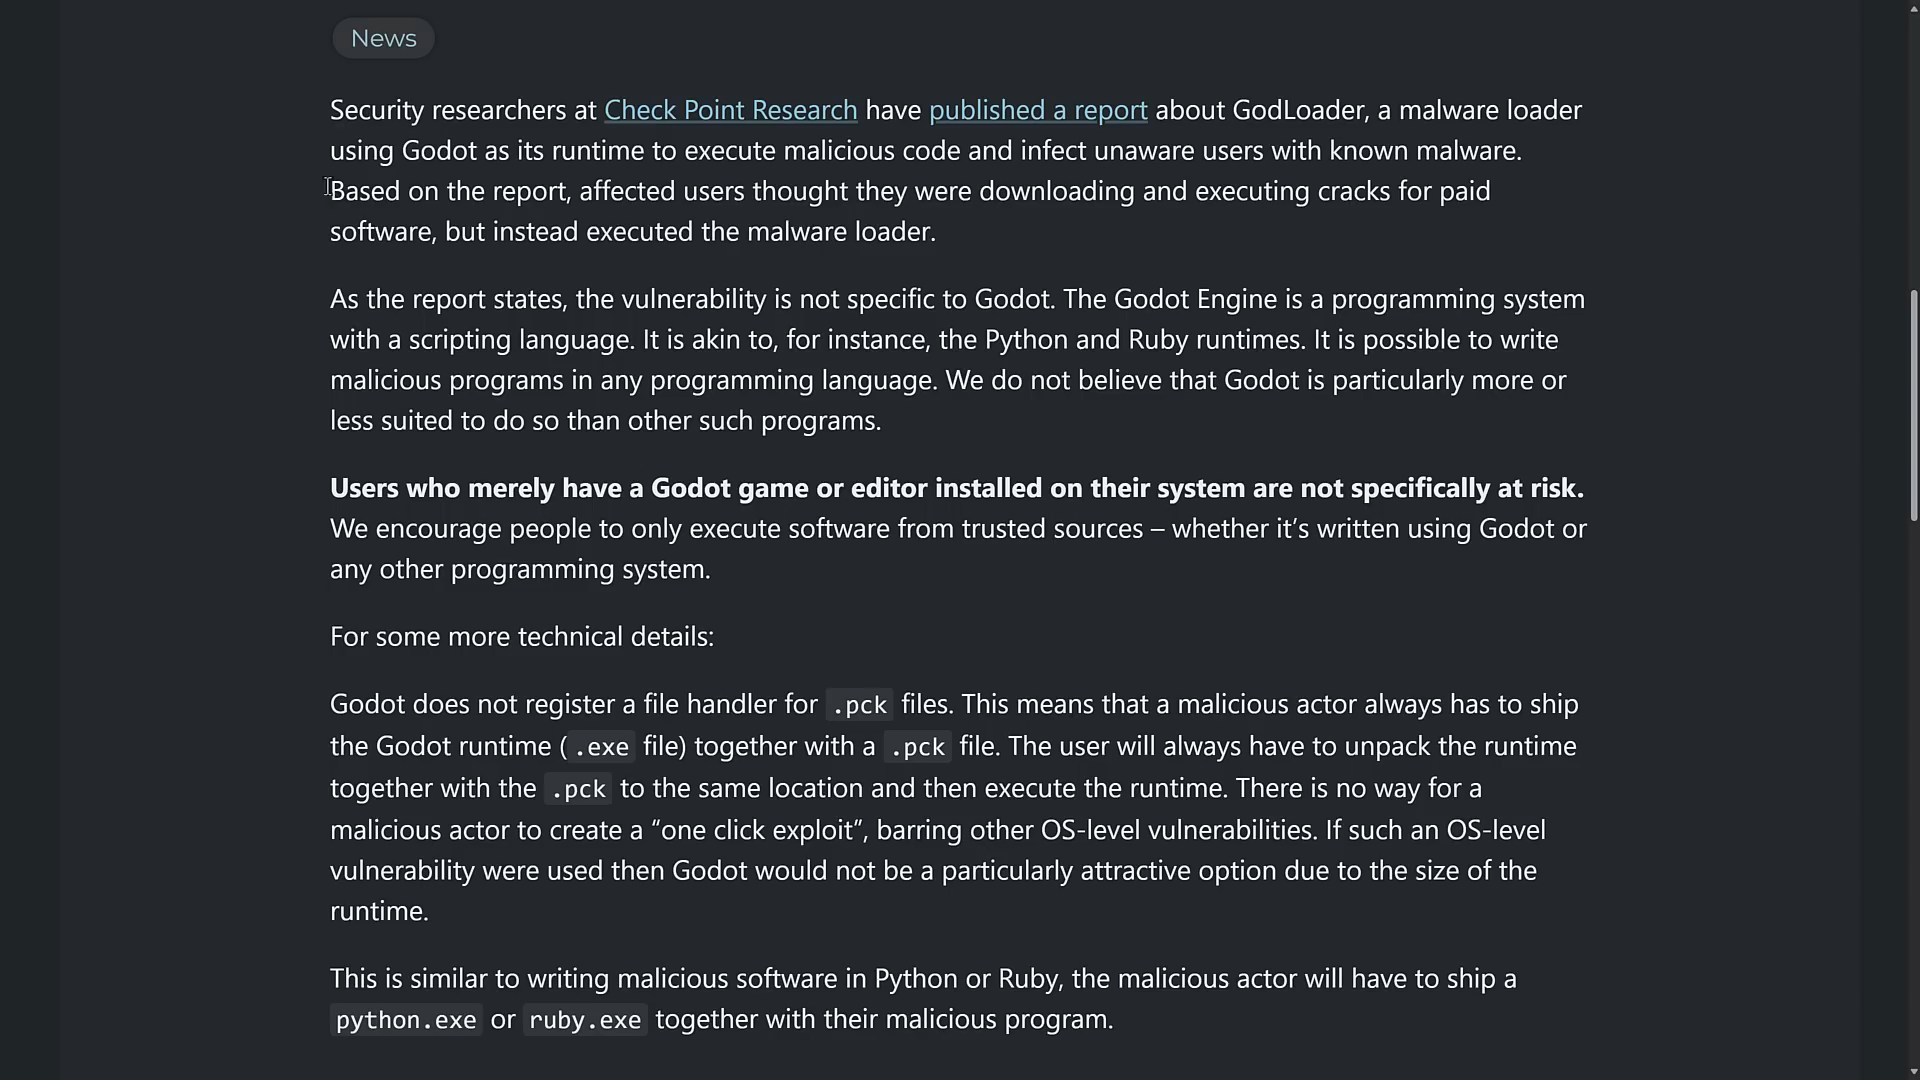 News
Security researchers at Check Point Research have published a report about GodLoader, a malware loader
using Godot as its runtime to execute malicious code and infect unaware users with known malware.
Based on the report, affected users thought they were downloading and executing cracks for paid
software, but instead executed the malware loader.
As the report states, the vulnerability is not specific to Godot. The Godot Engine is a programming system
with a scripting language. It is akin to, for instance, the Python and Ruby runtimes. It is possible to write
malicious programs in any programming language. We do not believe that Godot is particularly more or
less suited to do so than other such programs.
Users who merely have a Godot game or editor installed on their system are not specifically at risk.
We encourage people to only execute software from trusted sources – whether it’s written using Godot or
any other programming system.
For some more technical details:
Godot does not register a file handler for .pck files. This means that a malicious actor always has to ship
the Godot runtime ( .exe file) together with a .pck file. The user will always have to unpack the runtime
together with the .pck to the same location and then execute the runtime. There is no way for a
malicious actor to create a “one click exploit”, barring other OS-level vulnerabilities. If such an OS-level
vulnerability were used then Godot would not be a particularly attractive option due to the size of the
runtime.
This is similar to writing malicious software in Python or Ruby, the malicious actor will have to ship a
python.exe or ruby.exe together with their malicious program.